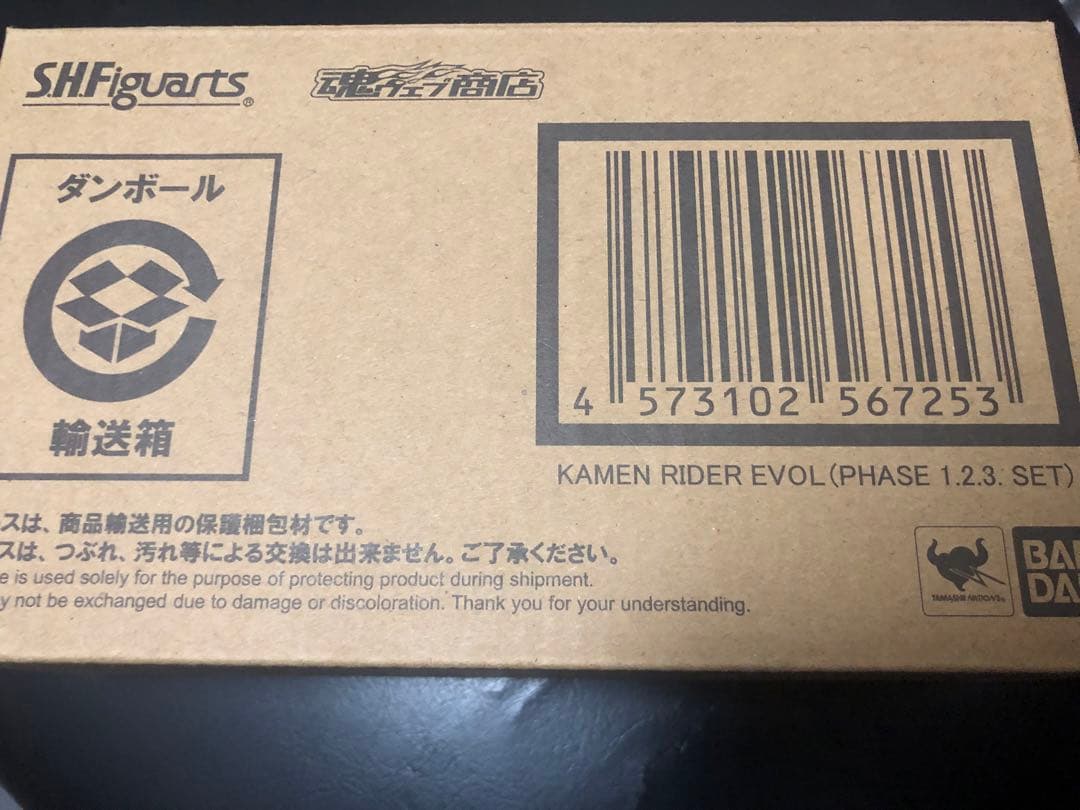 S.H.Figuarts®
魂ウェブ商店
ダンボール
輸送箱
4 573102 567253
KAMEN RIDER EVOL(PHASE 1.2.3. SET)
スは、商品輸送用の保護梱包材です。
スは、つぶれ、汚れ等による交換は出来ません。ご了承ください。
e is used solely for the purpose of protecting product during shipment.
y not be exchanged due to damage or discoloration. Thank you for your understanding.
TAMASHII NATIONS
BAN
DAI